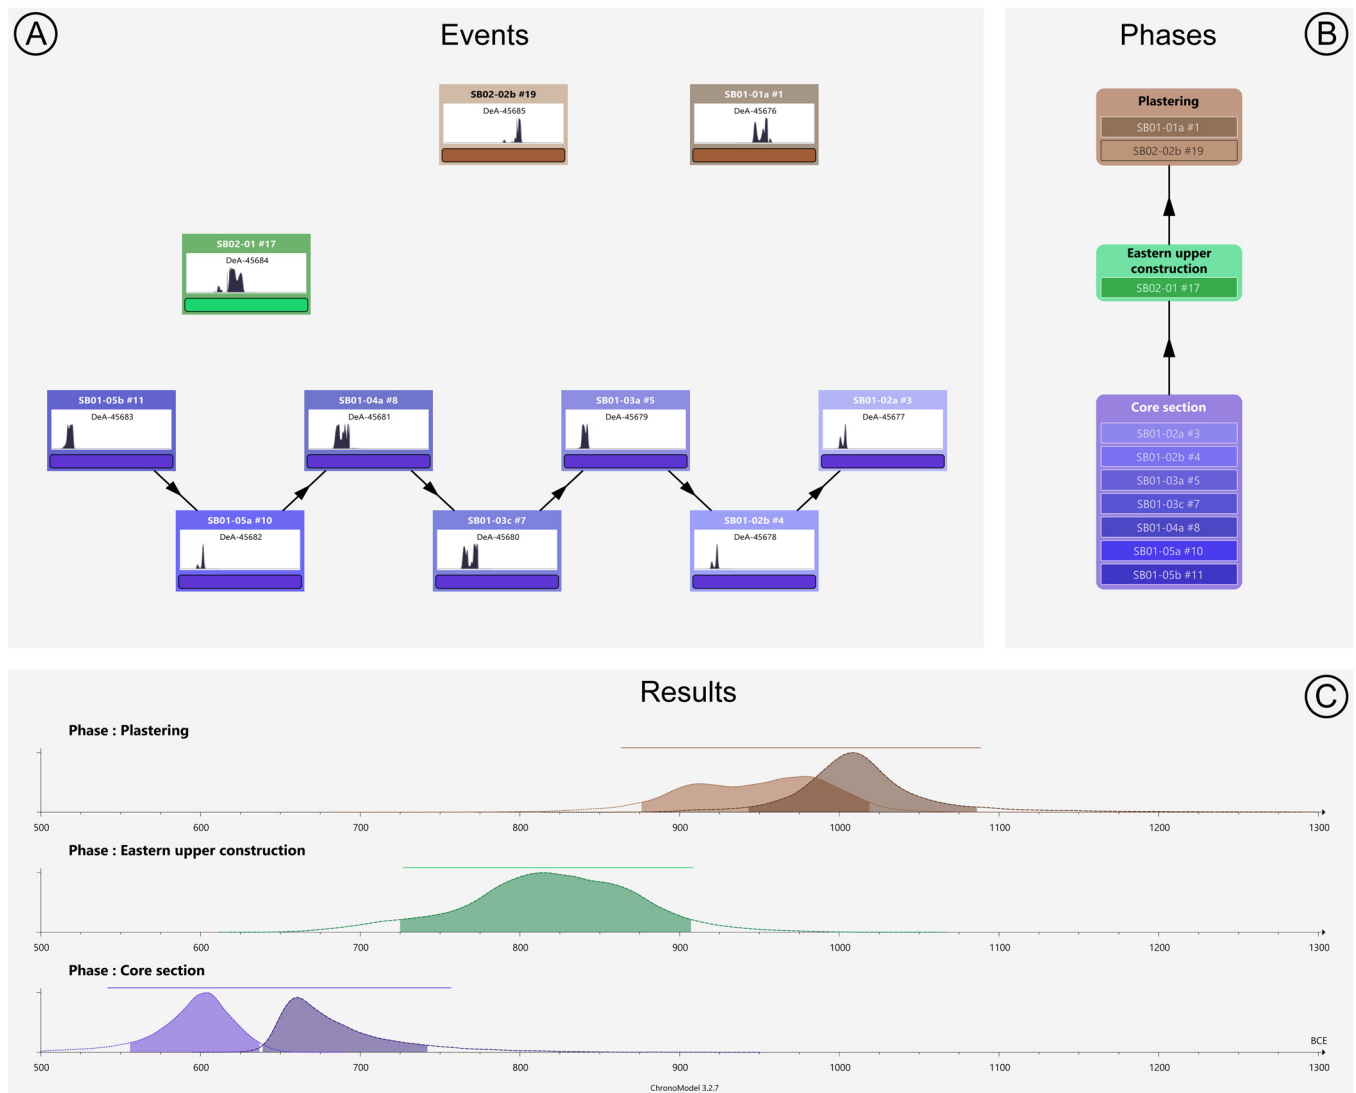 A
Events
SB02-02b #19
DeA-45685
SB01-01a #1
DeA-45676
SB02-01 #17
DeA-45684
SB01-05b #11
DeA-45683
SB01-04a #8
DeA-45681
SB01-03a #5
DeA-45679
SB01-02a #3
DeA-45677
SB01-05a #10
DeA-45682
SB01-03c #7
DeA-45680
SB01-02b #4
DeA-45678
Phases
B
Plastering
SB01-01a #1
SB02-02b #19
Eastern upper
construction
SB02-01 #17
Core section
SB01-02a #3
SB01-02b #4
SB01-03a #5
SB01-03c #7
SB01-04a #8
SB01-05a #10
SB01-05b #11
Results
C
Phase : Plastering
500 600 700 800 900 1000 1100 1200 1300
Phase : Eastern upper construction
500 600 700 800 900 1000 1100 1200 1300
Phase : Core section
BCE
500 600 700 800 900 1000 1100 1200 1300
ChronoModel 3.2.7